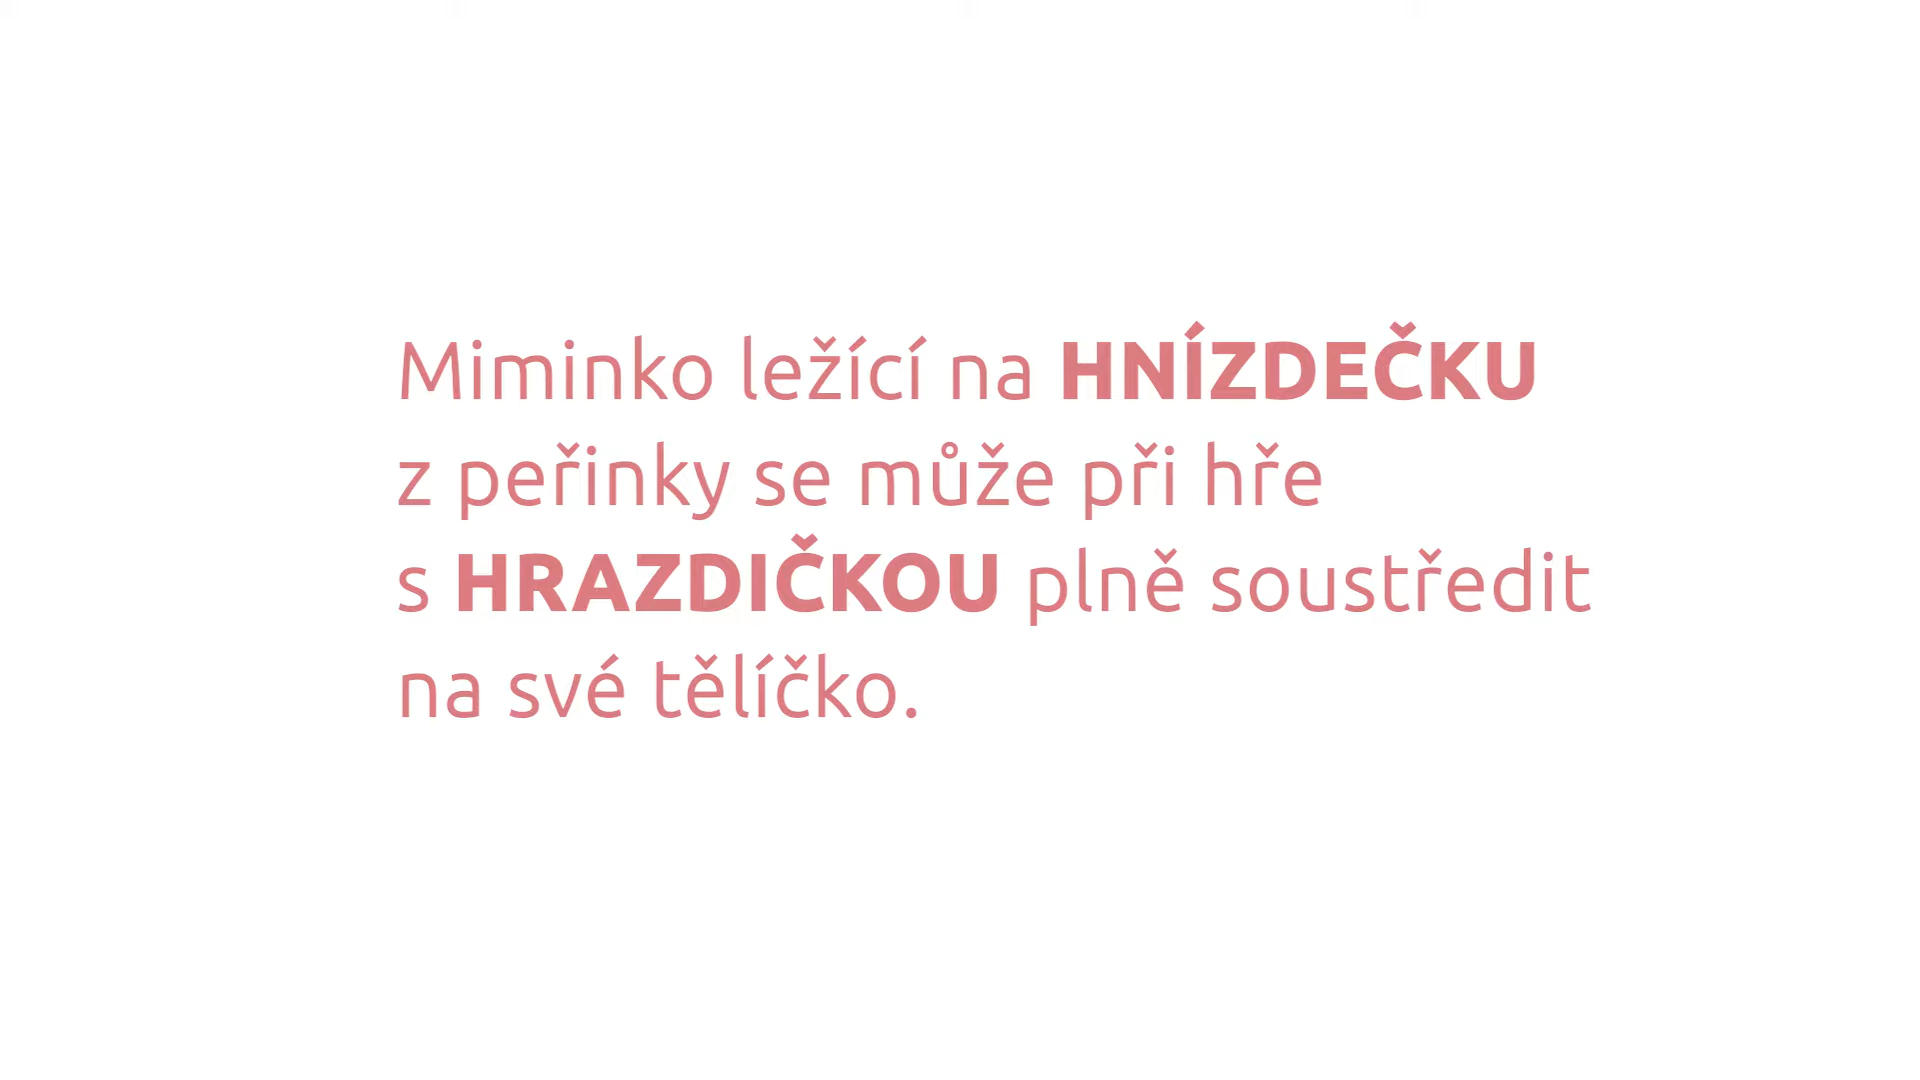 Miminko ležící na HNÍZDEČKU
z peřinky se může při hře
s HRAZDIČKOU plně soustředit
na své tělíčko.